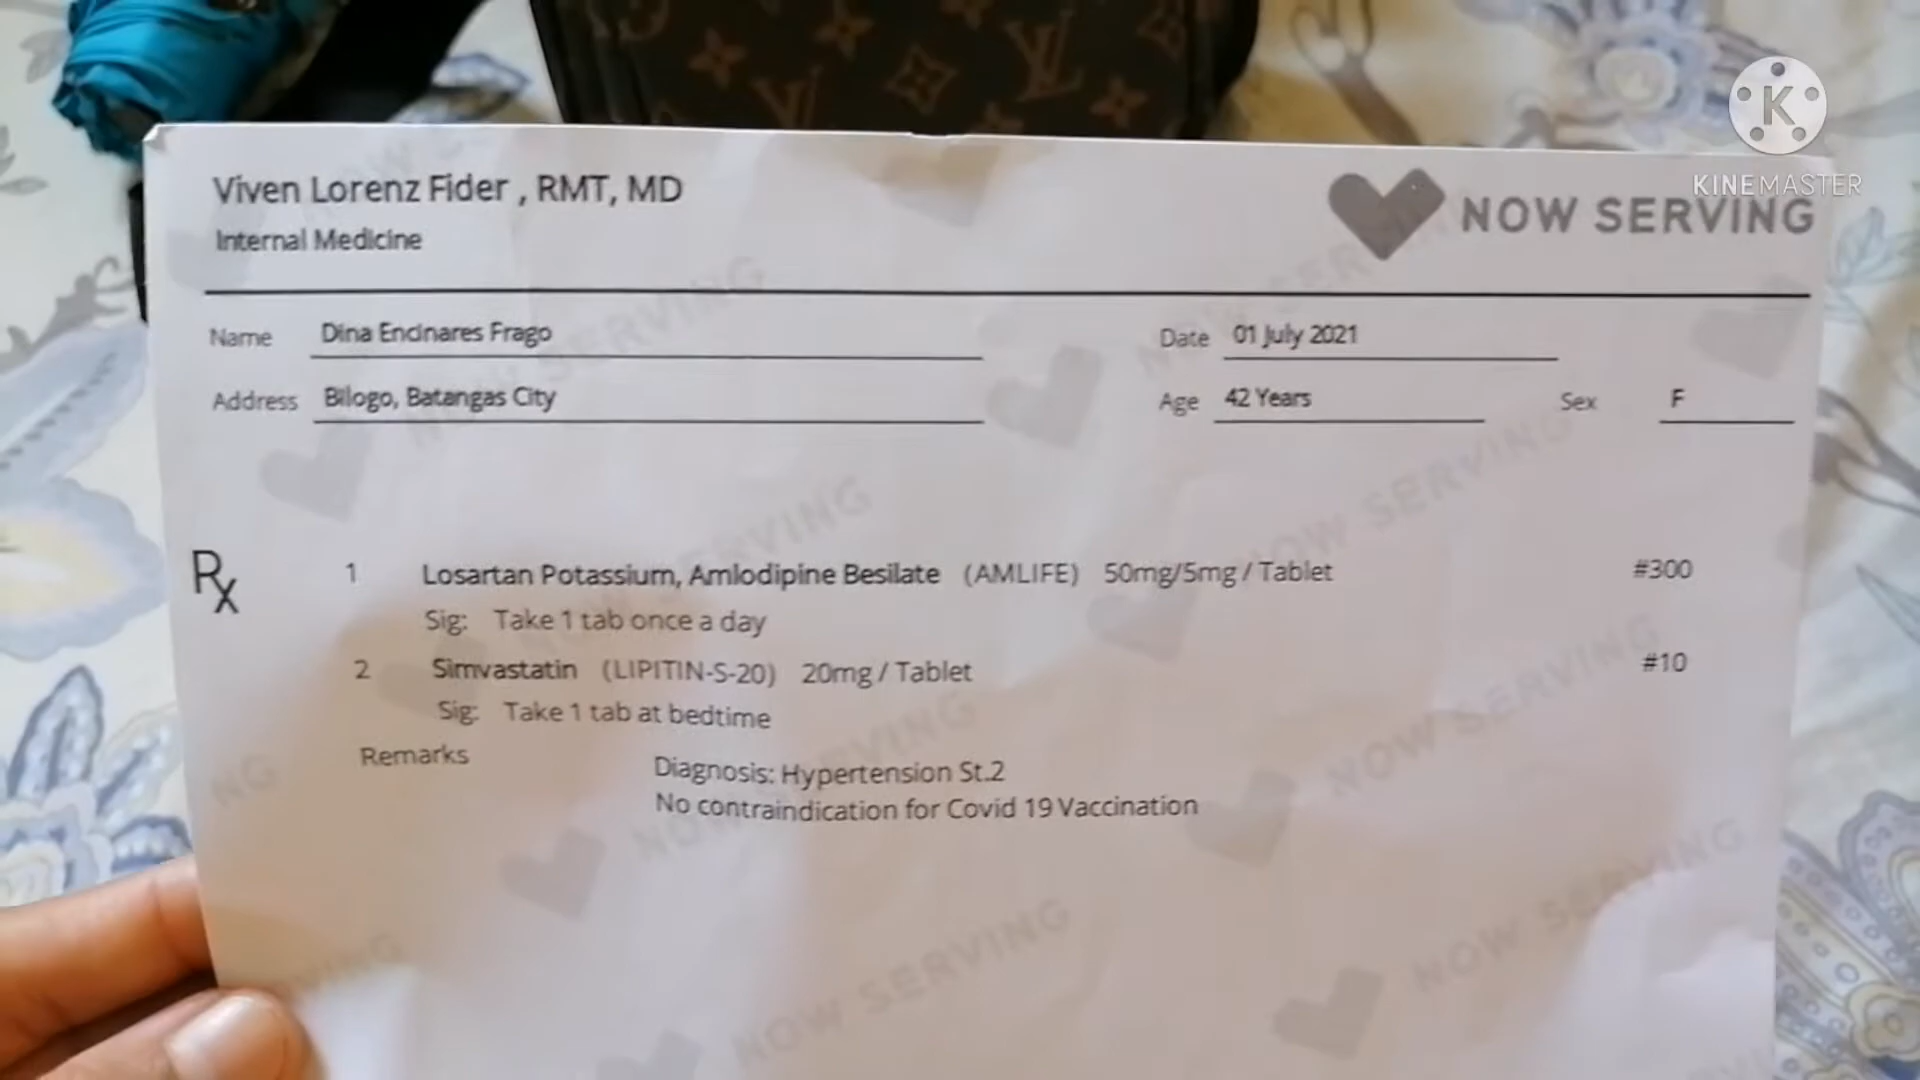 KINEMASTER
Viven Lorenz Fider , RMT, MD
Internal Medicine
NOW SERVING
Name Dina Encinares Frago
Date 01 July 2021
Address Bilogo, Batangas City
Age 42 Years Sex F
Rx 1 Losartan Potassium, Amlodipine Besilate (AMLIFE) 50mg/5mg / Tablet #300
Sig: Take 1 tab once a day
2 Simvastatin (LIPITIN-S-20) 20mg / Tablet #10
Sig: Take 1 tab at bedtime
Remarks
Diagnosis: Hypertension St.2
No contraindication for Covid 19 Vaccination